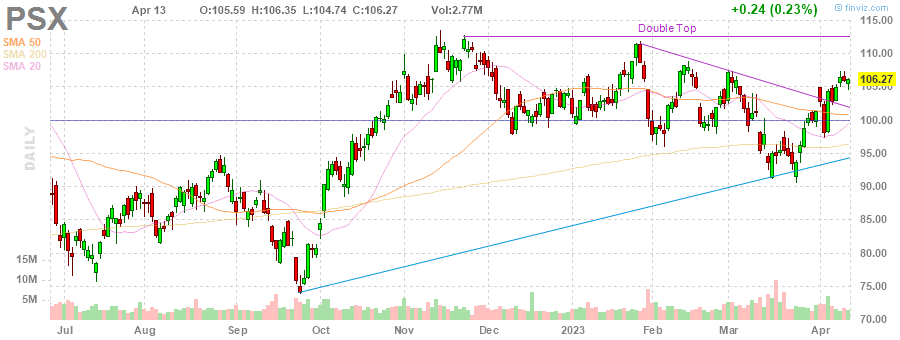 PSX
Apr 13 O:105.59 H:106.35 L:104.74 C:106.27 Vol:2.77M
+0.24 (0.23%)
© finviz.com
SMA 50
SMA 200
SMA 20
Double Top
DAILY
115.00
110.00
106.27
105.00
100.00
95.00
90.00
85.00
80.00
75.00
70.00
15M
10M
5M
Jul Aug Sep Oct Nov Dec 2023 Feb Mar Apr